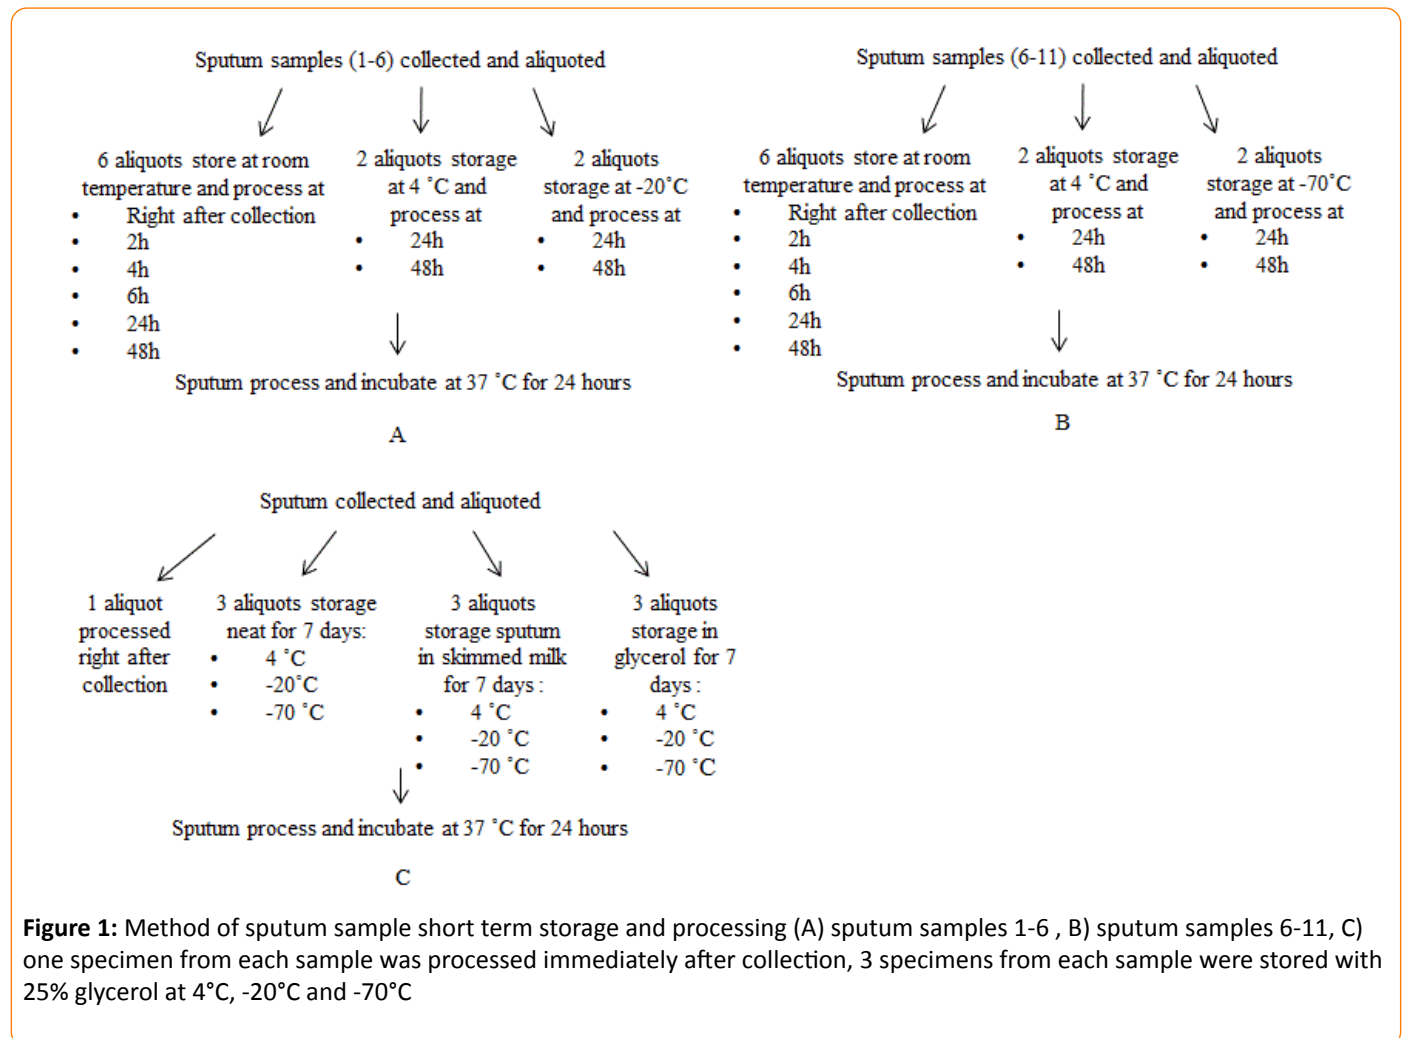 Sputum samples (1-6) collected and aliquoted
6 aliquots store at room
temperature and process at
• Right after collection
• 2h
• 4h
• 6h
• 24h
• 48h
2 aliquots storage
at 4 ˚C and
process at
• 24h
• 48h
2 aliquots
storage at -20˚C
and process at
• 24h
• 48h
Sputum process and incubate at 37 ˚C for 24 hours
A
Sputum samples (6-11) collected and aliquoted
6 aliquots store at room
temperature and process at
• Right after collection
• 2h
• 4h
• 6h
• 24h
• 48h
2 aliquots storage
at 4 ˚C and
process at
• 24h
• 48h
2 aliquots
storage at -70˚C
and process at
• 24h
• 48h
Sputum process and incubate at 37 ˚C for 24 hours
B
Sputum collected and aliquoted
1 aliquot
processed
right after
collection
3 aliquots storage
neat for 7 days:
• 4 ˚C
• -20˚C
• -70 ˚C
3 aliquots
storage sputum
in skimmed milk
for 7 days :
• 4 ˚C
• -20 ˚C
• -70 ˚C
3 aliquots
storage in
glycerol for 7
days :
• 4 ˚C
• -20 ˚C
• -70 ˚C
Sputum process and incubate at 37 ˚C for 24 hours
C
Figure 1: Method of sputum sample short term storage and processing (A) sputum samples 1-6 , B) sputum samples 6-11, C)
one specimen from each sample was processed immediately after collection, 3 specimens from each sample were stored with
25% glycerol at 4°C, -20°C and -70°C